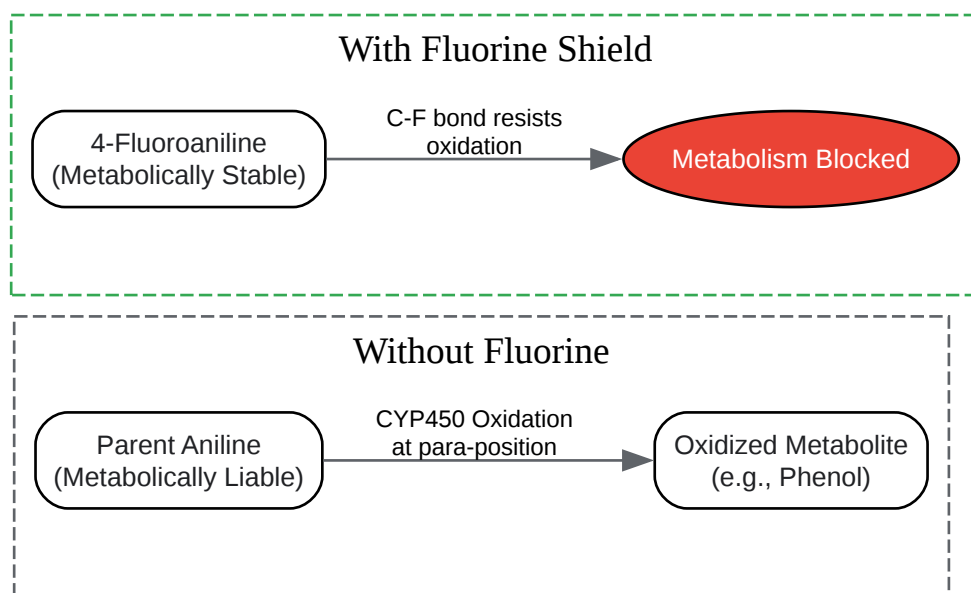 With Fluorine Shield
4-Fluoroaniline
(Metabolically Stable)
C-F bond resists
oxidation
Metabolism Blocked
Without Fluorine
Parent Aniline
(Metabolically Liable)
CYP450 Oxidation
at para-position
Oxidized Metabolite
(e.g., Phenol)